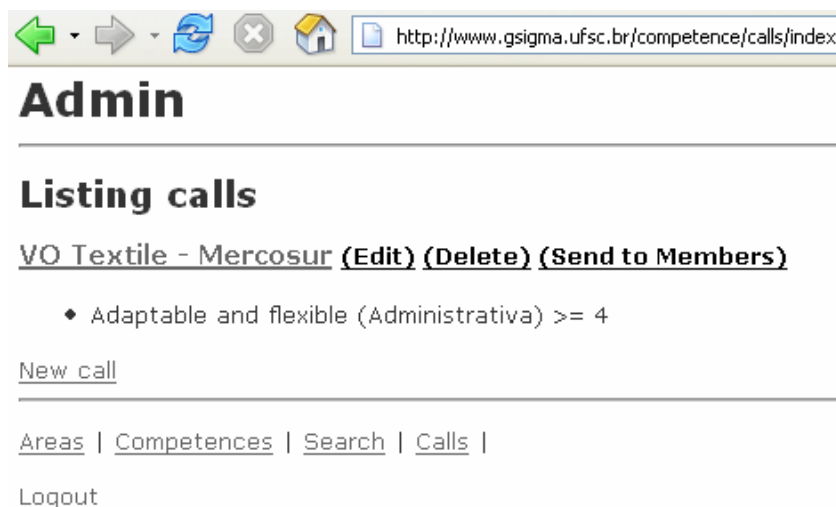 http://www.gsigma.ufsc.br/competence/calls/index
Admin
Listing calls
VO Textile - Mercosur (Edit) (Delete) (Send to Members)
• Adaptable and flexible (Administrativa) >= 4
New call
Areas | Competences | Search | Calls |
Logout